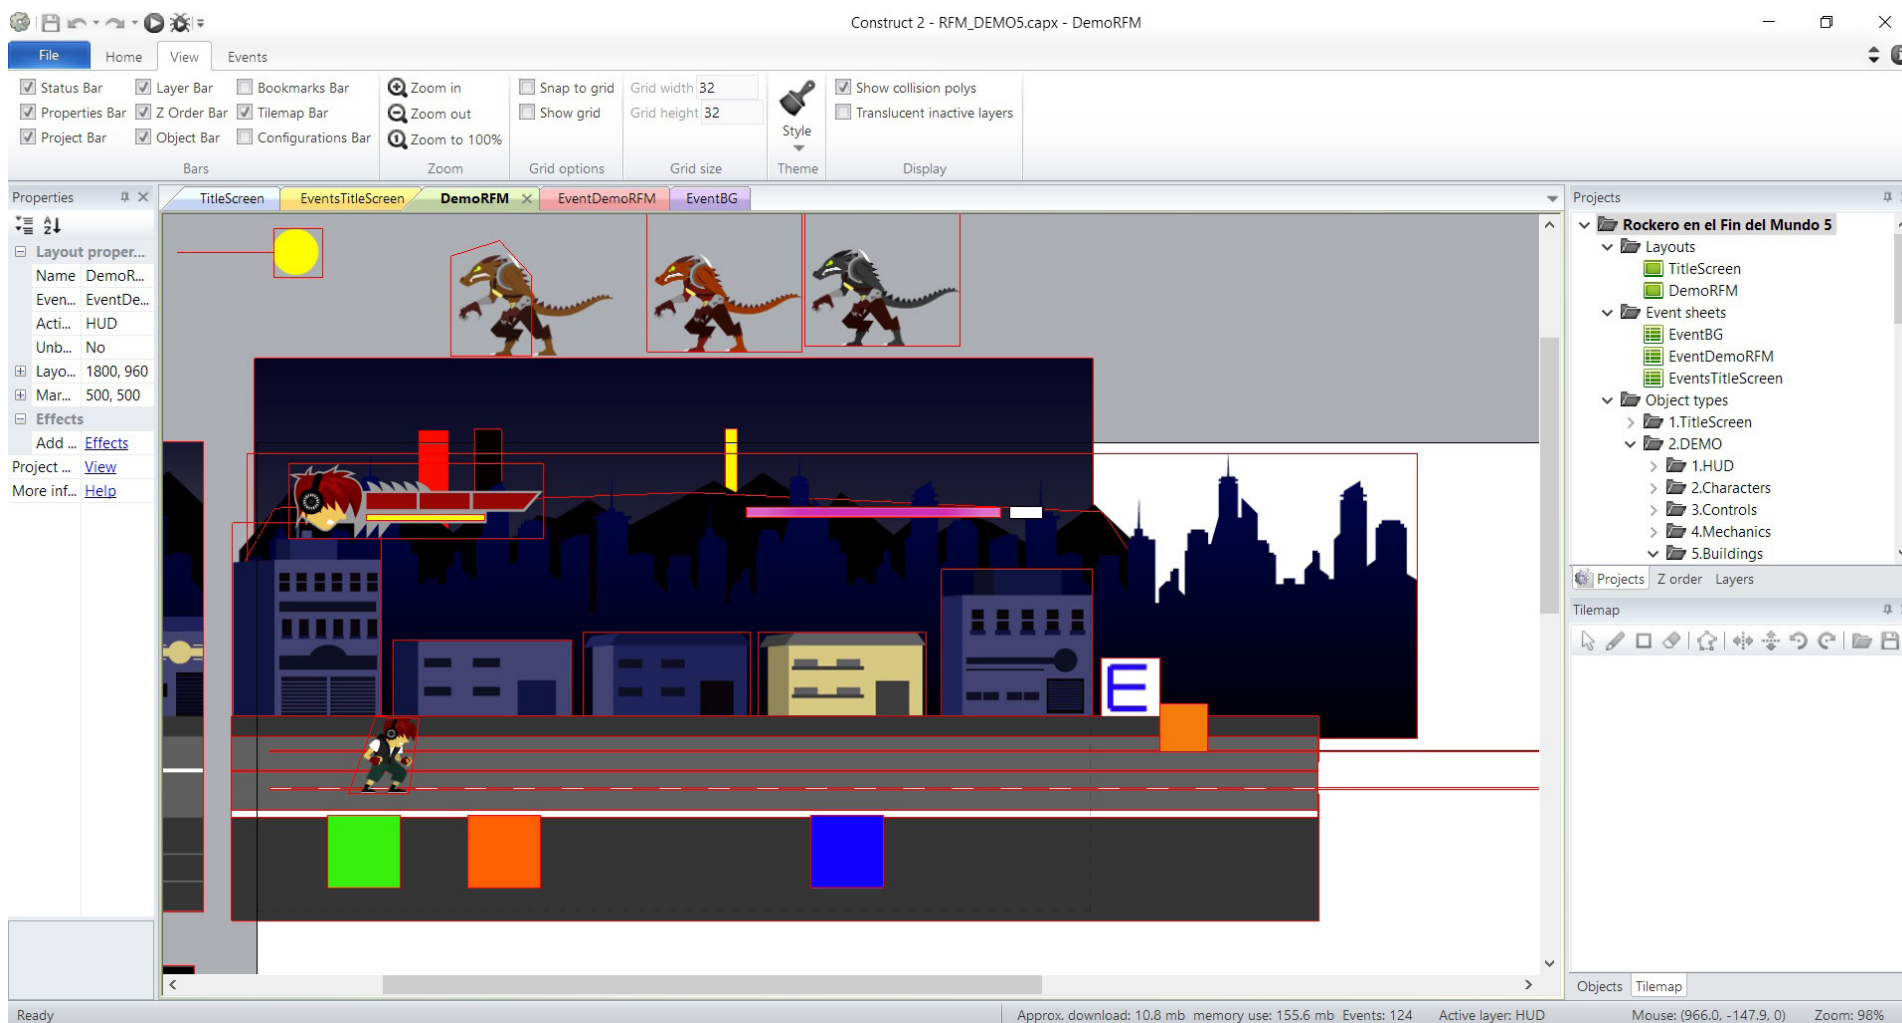 Construct 2 - RFM_DEMO5.capx - DemoRFM
File Home View Events
Status Bar Layer Bar Bookmarks Bar Zoom in Snap to grid Grid width 32 Show collision polys
Properties Bar Z Order Bar Tilemap Bar Zoom out Show grid Grid height 32 Translucent inactive layers
Project Bar Object Bar Configurations Bar Zoom to 100% Style
Bars Zoom Grid options Grid size Theme Display
Properties TitleScreen EventsTitleScreen DemoRFM EventDemoRFM EventBG Projects
Layout proper...
Name DemoR...
Even... EventDe...
Acti... HUD
Unb... No
Layo... 1800, 960
Mar... 500, 500
Effects
Add ... Effects
Project ... View
More inf... Help
E
Rockero en el Fin del Mundo 5
Layouts
TitleScreen
DemoRFM
Event sheets
EventBG
EventDemoRFM
EventsTitleScreen
Object types
1.TitleScreen
2.DEMO
1.HUD
2.Characters
3.Controls
4.Mechanics
5.Buildings
Projects Z order Layers
Tilemap
Objects Tilemap
Ready Approx. download: 10.8 mb memory use: 155.6 mb Events: 124 Active layer: HUD Mouse: (966.0, -147.9, 0) Zoom: 98%